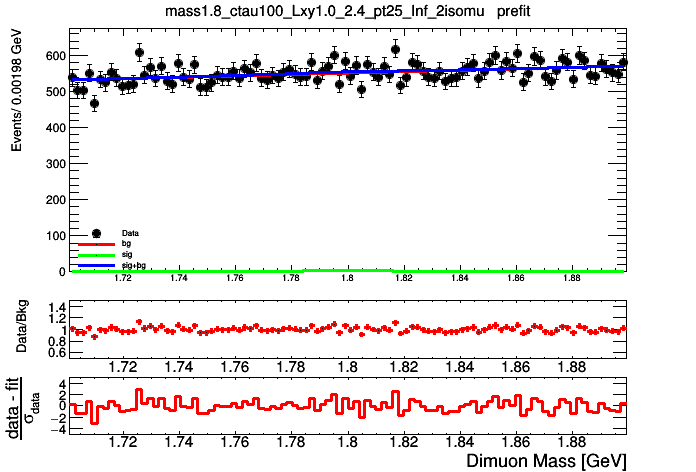 mass1.8_ctau100_Lxy1.0_2.4_pt25_Inf_2isomu prefit
Events/ 0.00198 GeV
600
500
400
300
200
100
0
Data
bg
sig
sig+bg
1.72 1.74 1.76 1.78 1.8 1.82 1.84 1.86 1.88
Data/Bkg
1.4
1.2
1
0.8
0.6
1.72 1.74 1.76 1.78 1.8 1.82 1.84 1.86 1.88
data - fit
σdata
4
2
0
−2
−4
1.72 1.74 1.76 1.78 1.8 1.82 1.84 1.86 1.88
Dimuon Mass [GeV]